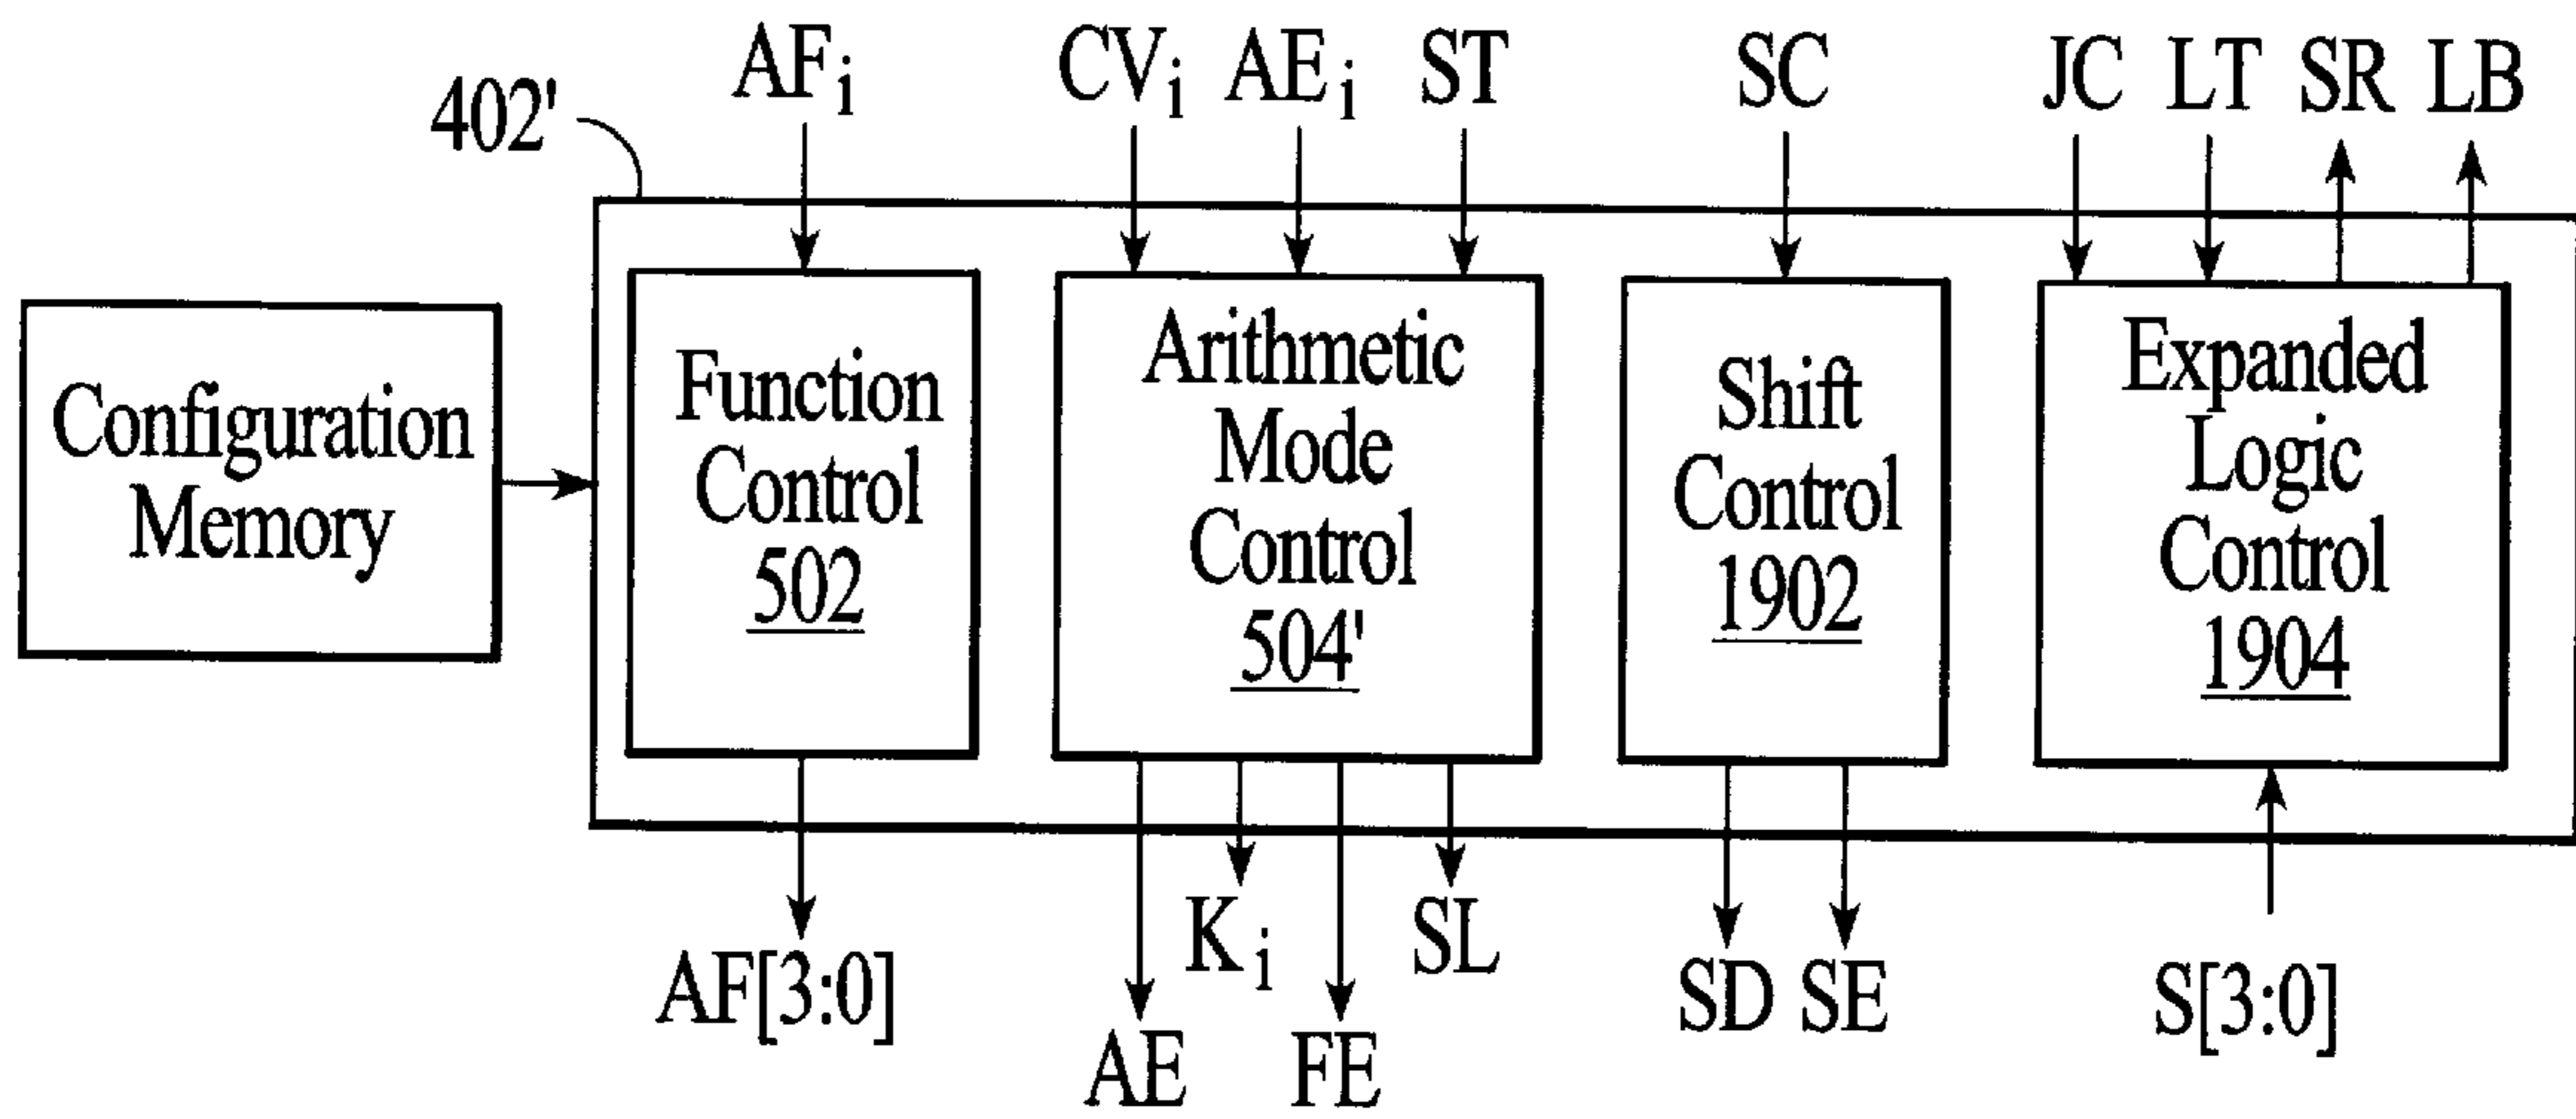 402'
AFi
CVi
AEi
ST
SC
JC
LT
SR
LB
Configuration
Memory
Function
Control
502
Arithmetic
Mode
Control
504'
Shift
Control
1902
Expanded
Logic
Control
1904
AF[3:0]
AE
Ki
FE
SL
SD
SE
S[3:0]